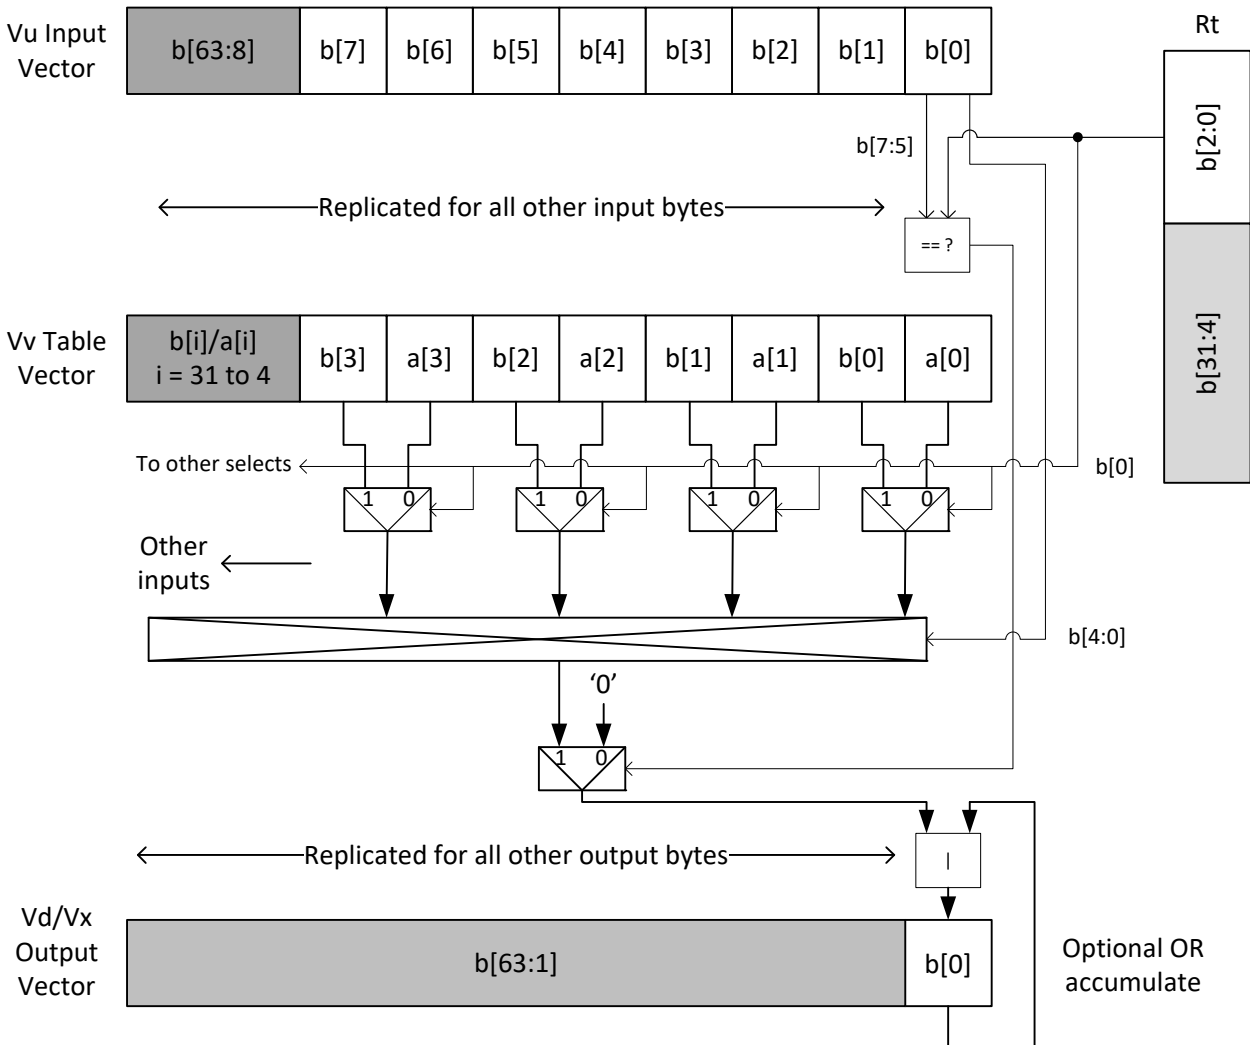 Vu Input
Vector
b[63:8]
b[7]
b[6]
b[5]
b[4]
b[3]
b[2]
b[1]
b[0]
Rt
b[2:0]
b[31:4]
b[7:5]
Replicated for all other input bytes
== ?
Vv Table
Vector
b[i]/a[i]
i = 31 to 4
b[3]
a[3]
b[2]
a[2]
b[1]
a[1]
b[0]
a[0]
To other selects
b[0]
1 0
1 0
1 0
1 0
Other
inputs
b[4:0]
‘0’
1 0
Replicated for all other output bytes
|
Vd/Vx
Output
Vector
b[63:1]
b[0]
Optional OR
accumulate